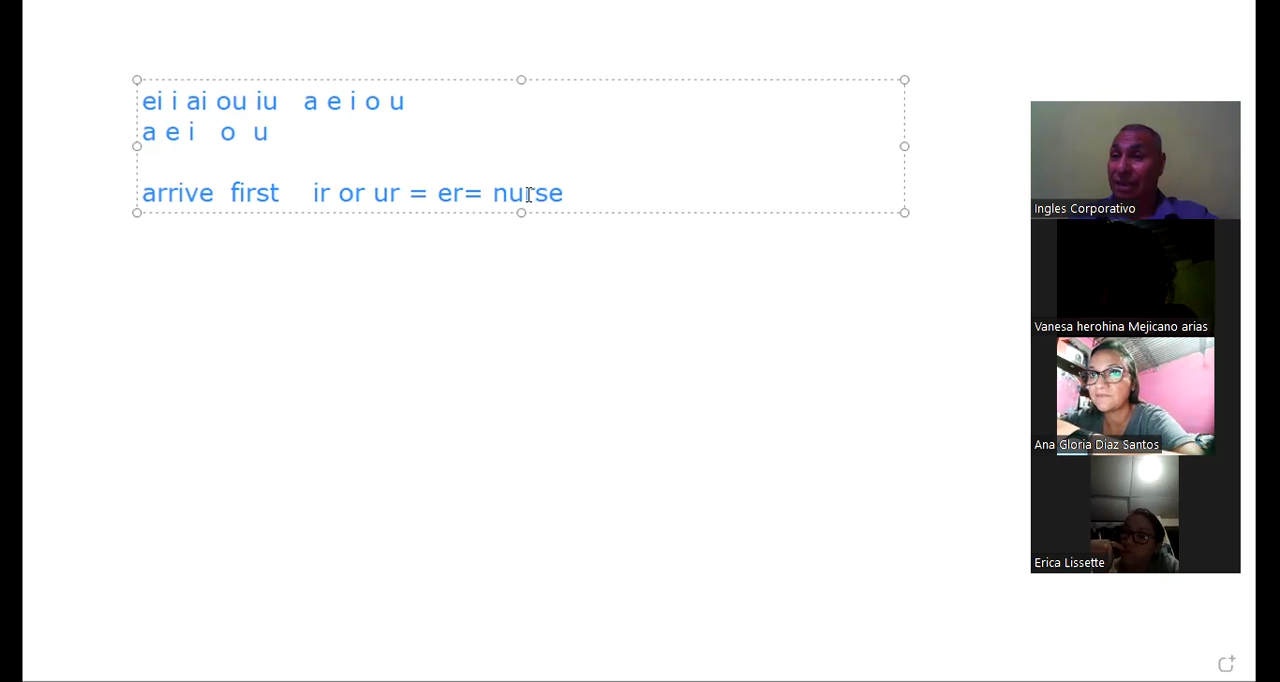 ei i ai ou iu a e i o u
a e i o u
arrive first ir or ur = er= nurse
Ingles Corporativo
Vanesa herohina Mejicano arias
Ana Gloria Diaz Santos
Erica Lissette